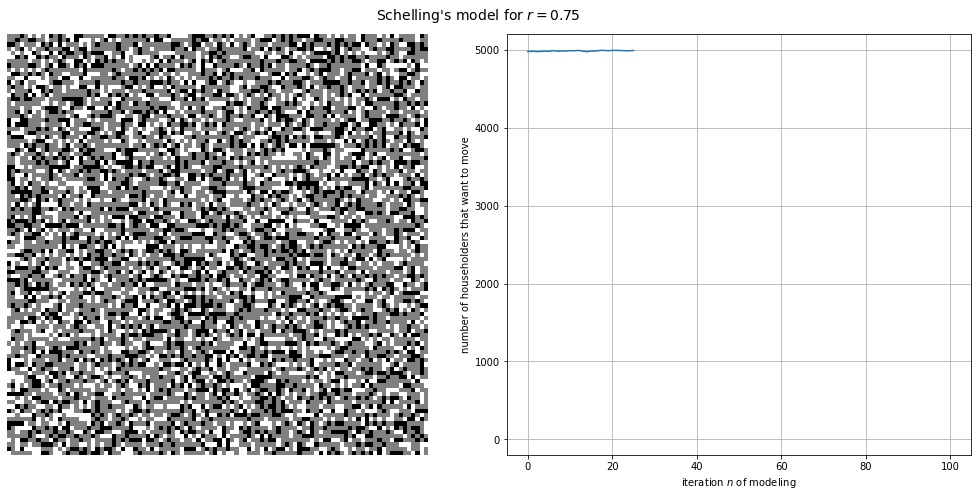 Schelling's model for r = 0.75
number of householders that want to move
5000
4000
3000
2000
1000
0
0 20 40 60 80 100
iteration n of modeling